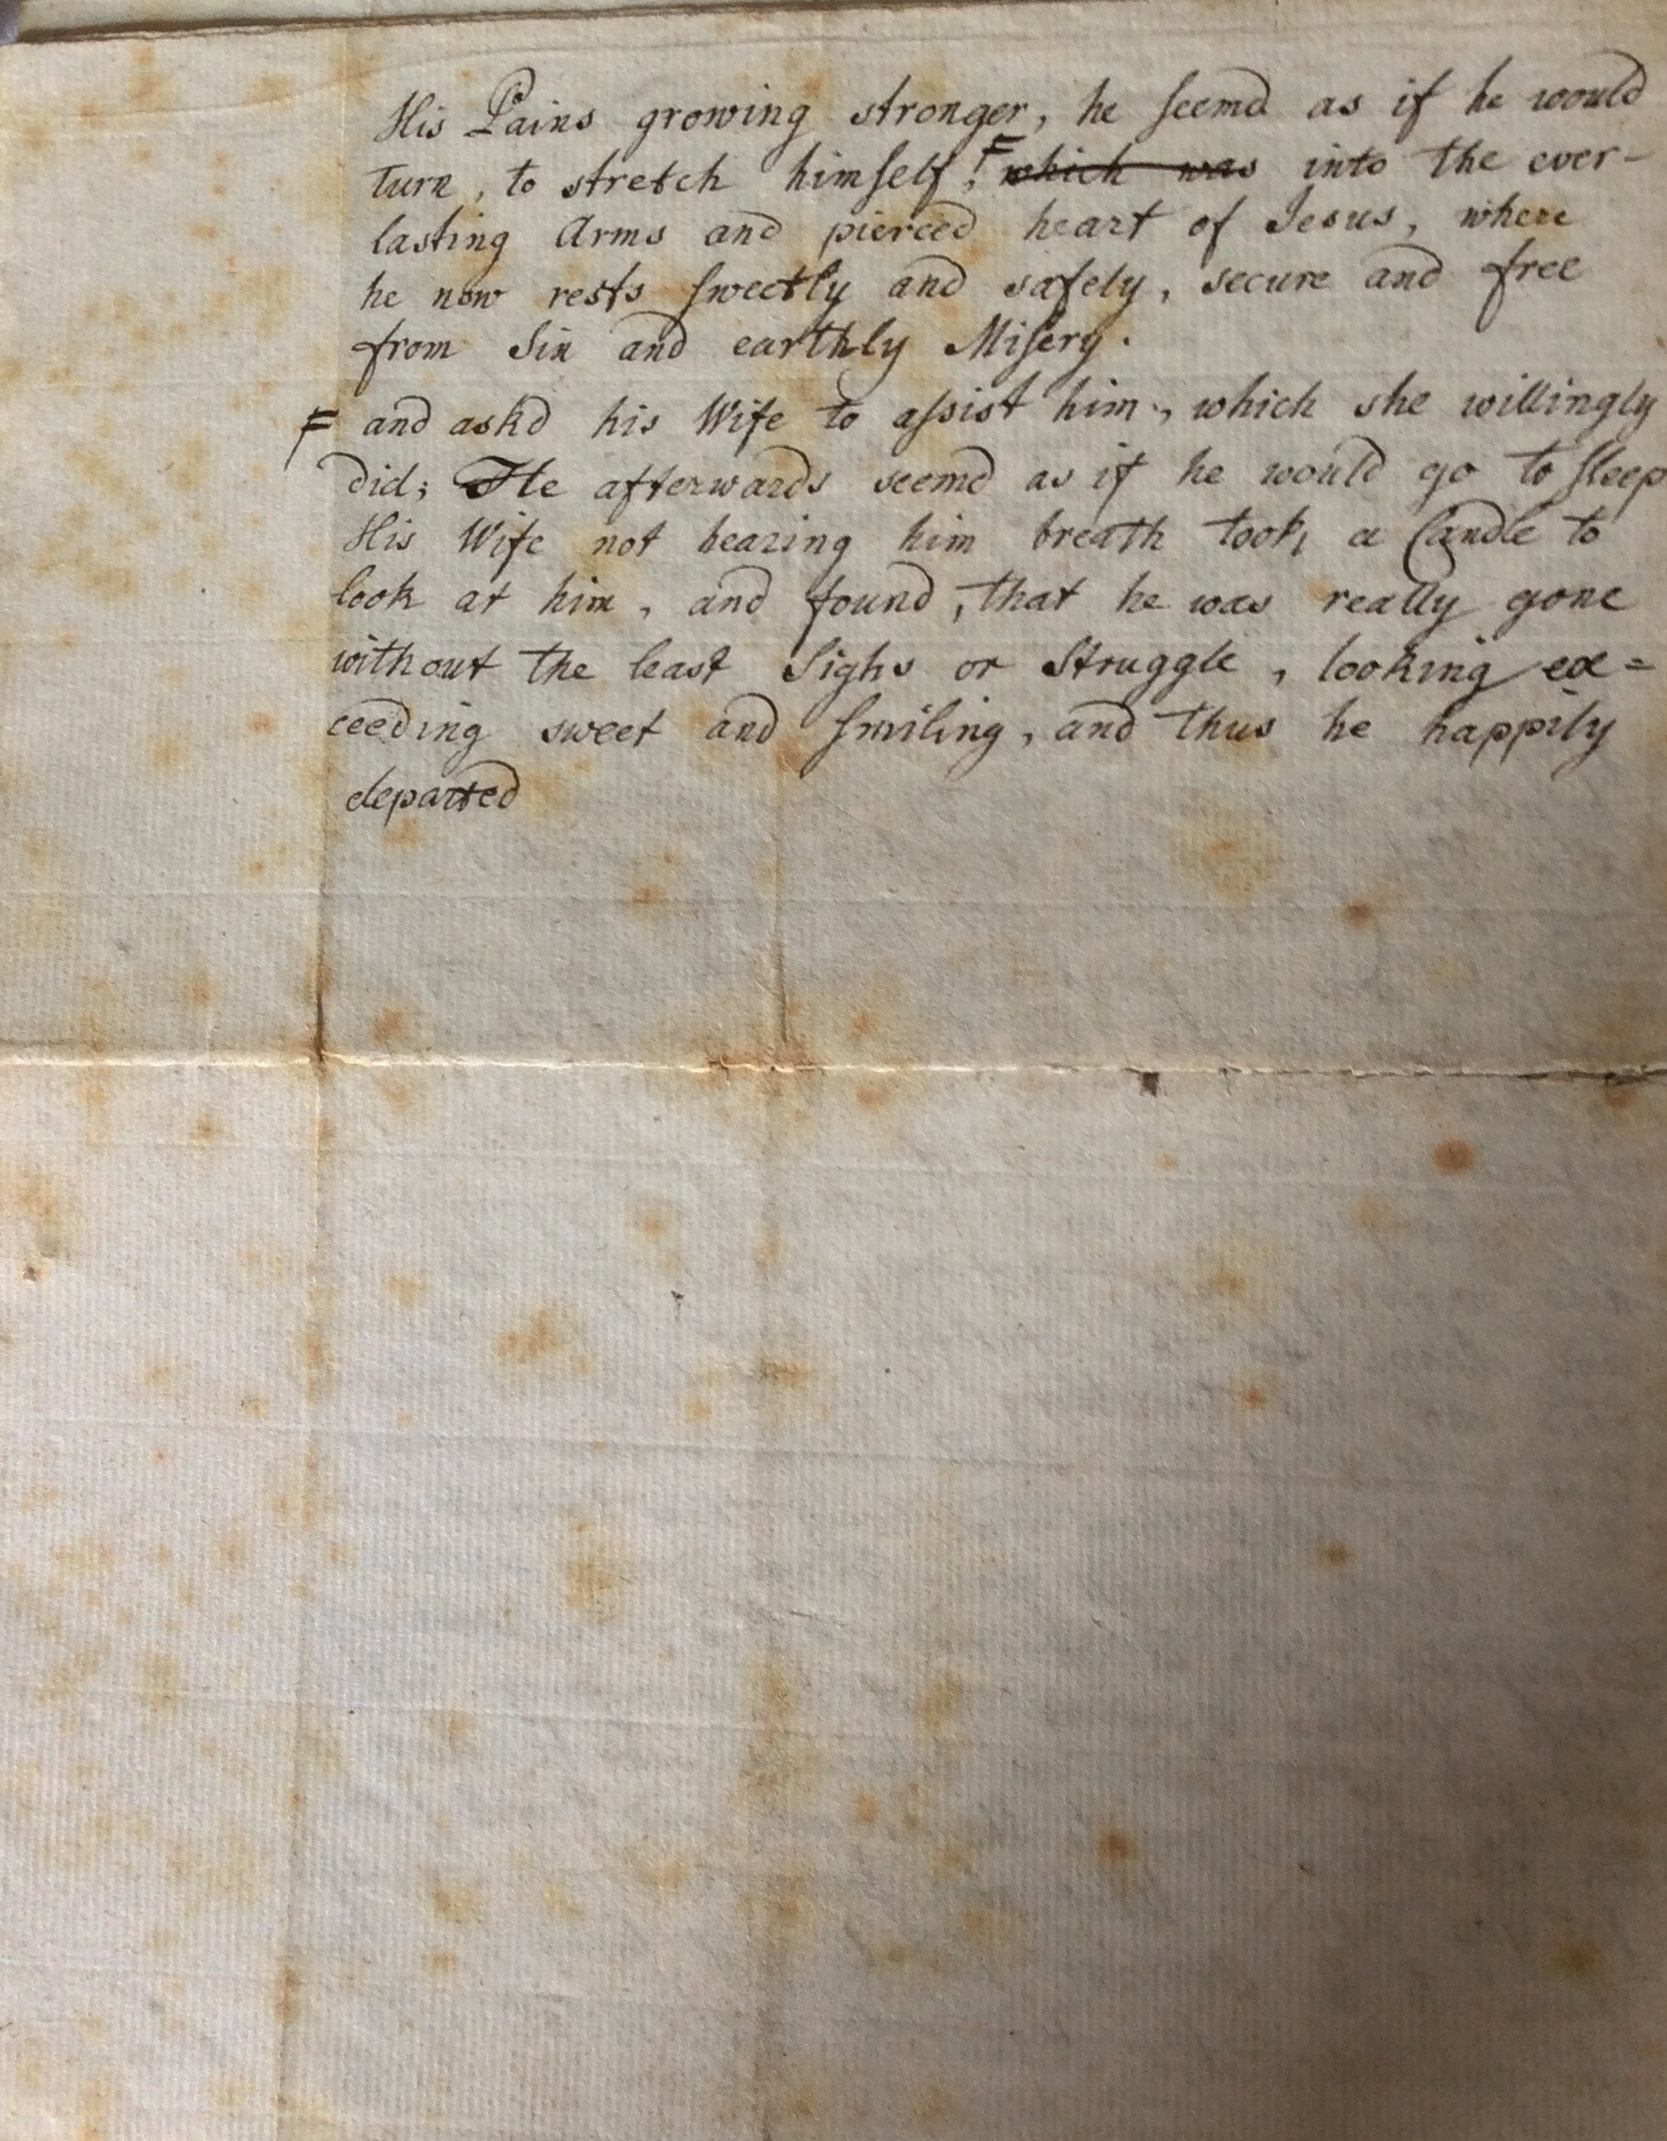 His Pains growing stronger, he seemd as if he would
turn, to stretch himself, F ~~which was~~ into the ever-
lasting Arms and pierced heart of Jesus, where
he now rests sweetly and safely, secure and free
from Sin and earthly Misery.
F and askd his Wife to assist him, which she willingly
did; He afterwards seemd as if he would go to sleep
His Wife not hearing him breath took a Candle to
look at him, and found, that he was really gone
without the least Sighs or Struggle, looking ex=
ceeding sweet and smiling, and thus he happily
departed